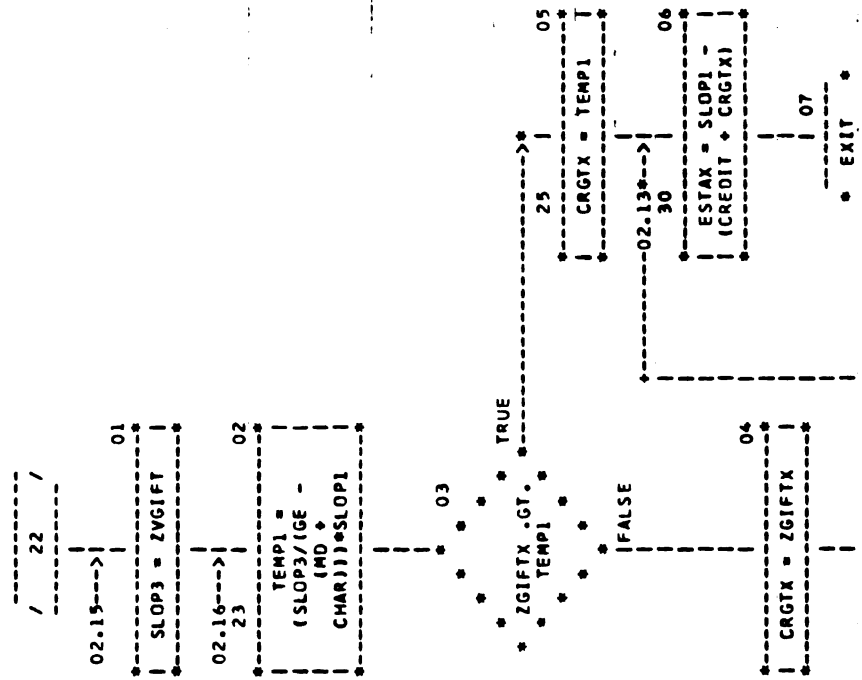 / 22 /
02.15--->|
01
SLOP3 = ZVGIFT
02.16--->|
23
02
TEMP1 =
(SLOP3/(GE -
(MD +
CHAR)))*SLOP1
03
ZGIFTX .GT.
TEMP1
TRUE
FALSE
04
CRGTX = ZGIFTX
25
05
CRGTX = TEMP1
02.13*--->|
30
06
ESTAX = SLOP1 -
(CREDIT + CRGTX)
07
* EXIT *